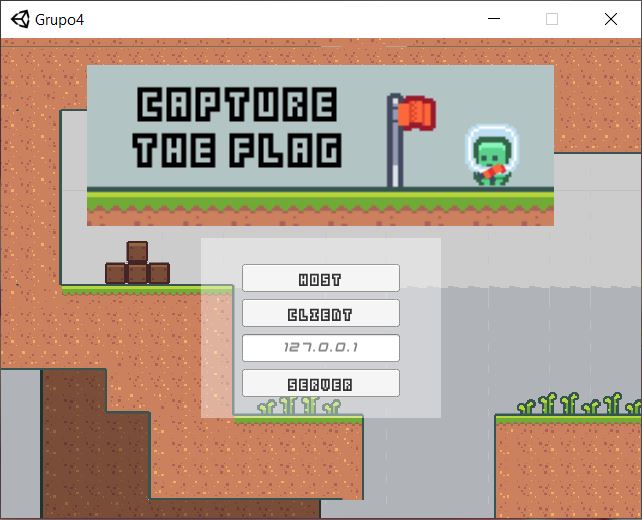 Grupo4
CAPTURE
THE FLAG
HOST
CLIENT
127.0.0.1
SERVER